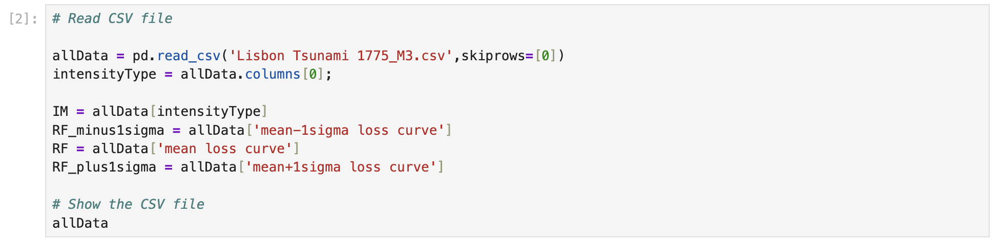 [2]:
# Read CSV file
allData = pd.read_csv('Lisbon Tsunami 1775_M3.csv',skiprows=[0])
intensityType = allData.columns[0];
IM = allData[intensityType]
RF_minus1sigma = allData['mean-1sigma loss curve']
RF = allData['mean loss curve']
RF_plus1sigma = allData['mean+1sigma loss curve']
# Show the CSV file
allData